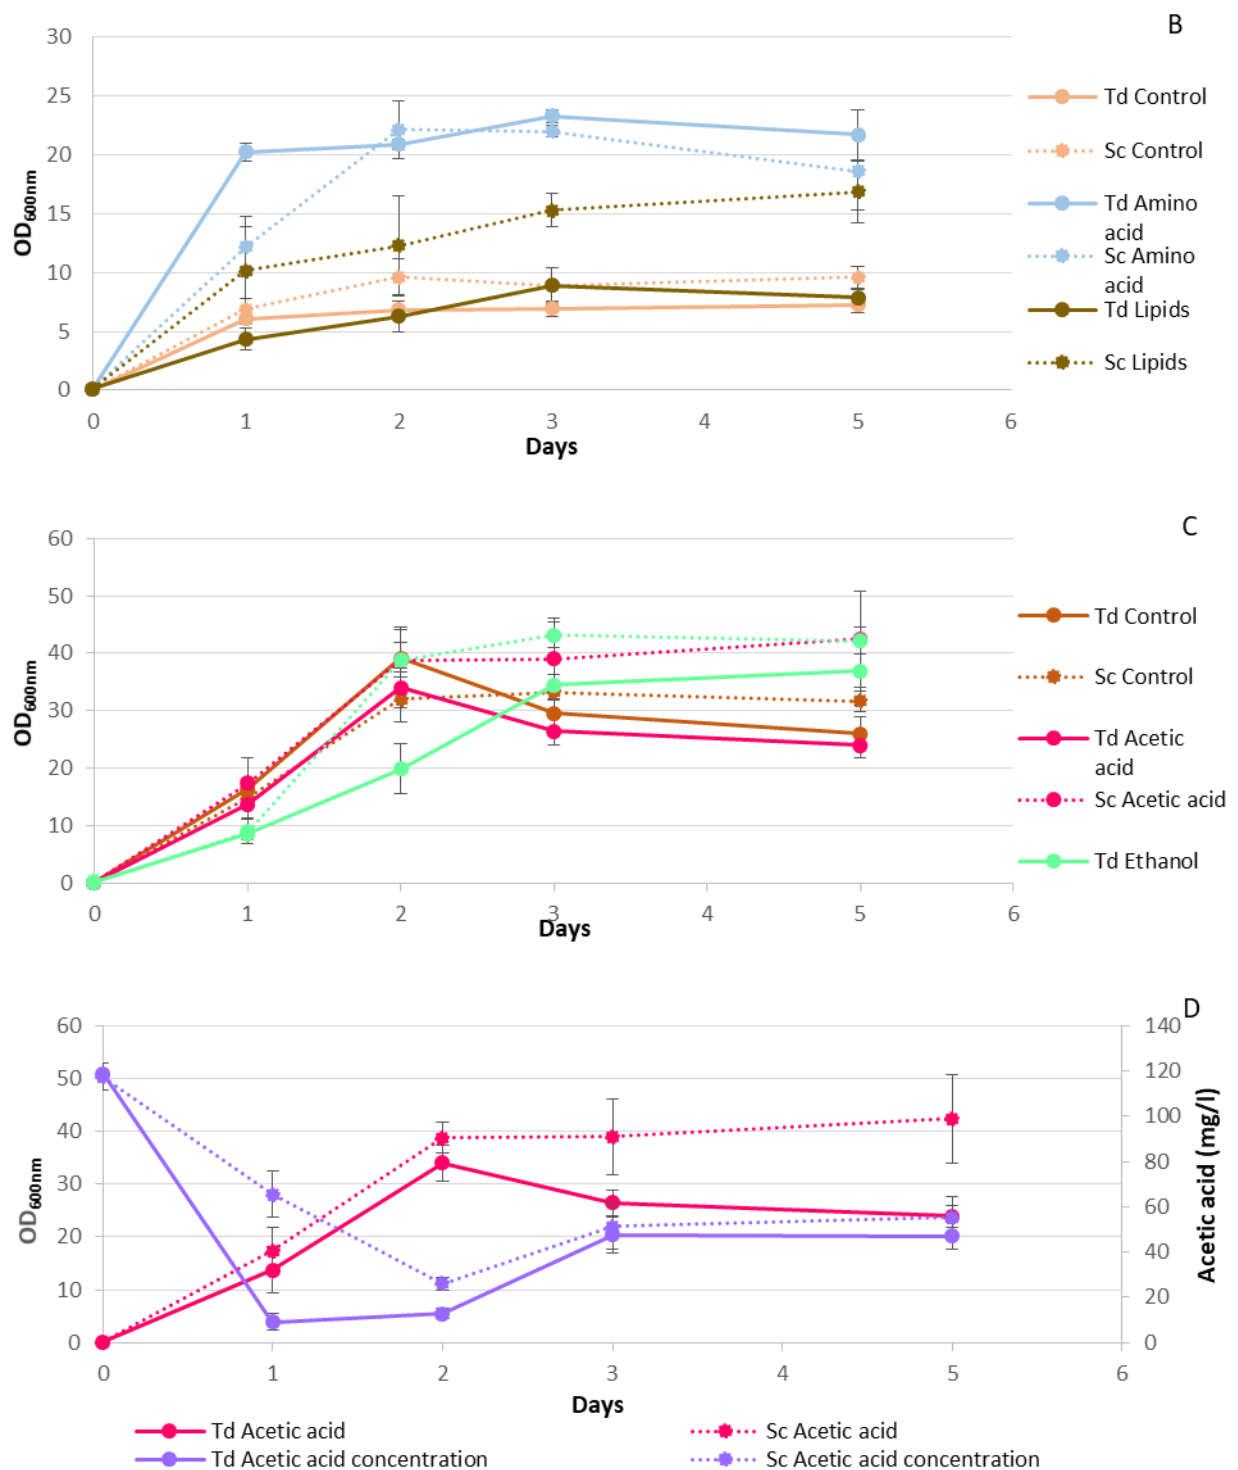 B
30
25
20
15
10
5
0
OD600nm
0 1 2 3 4 5 6
Days
Td Control
Sc Control
Td Amino
acid
Sc Amino
acid
Td Lipids
Sc Lipids
C
60
50
40
30
20
10
0
OD600nm
0 1 2 3 4 5 6
Days
Td Control
Sc Control
Td Acetic
acid
Sc Acetic acid
Td Ethanol
D
60
50
40
30
20
10
0
OD600nm
140
120
100
80
60
40
20
0
Acetic acid (mg/l)
0 1 2 3 4 5 6
Days
Td Acetic acid
Sc Acetic acid
Td Acetic acid concentration
Sc Acetic acid concentration